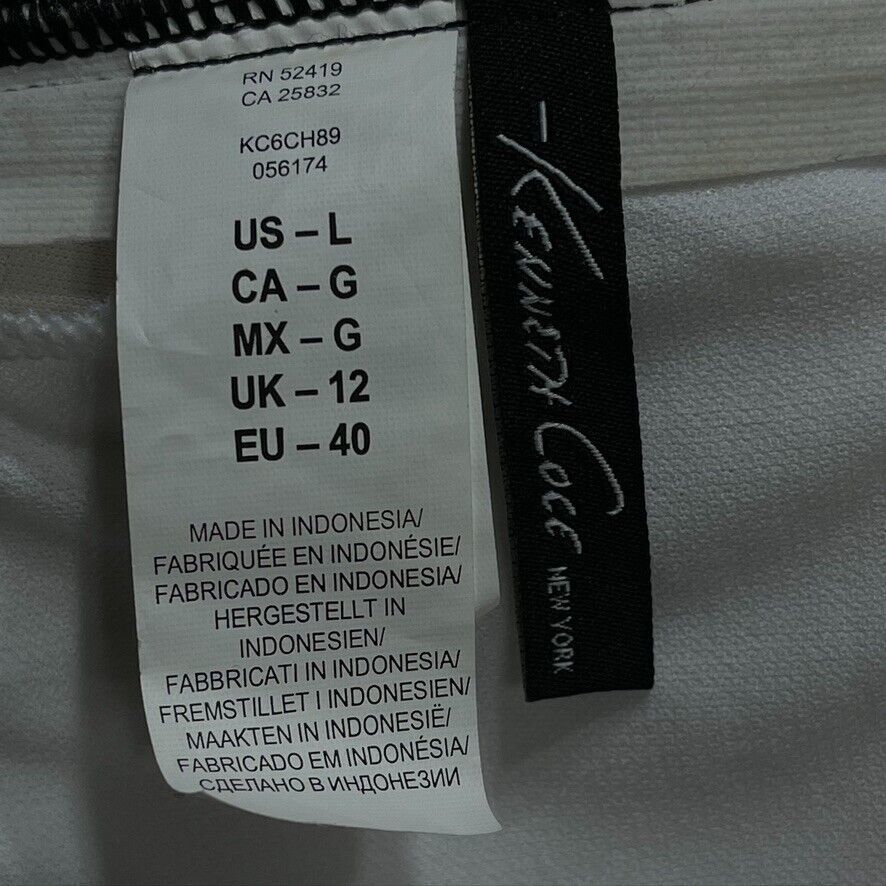 RN 52419
CA 25832
KC6CH89
056174
US – L
CA – G
MX – G
UK – 12
EU – 40
MADE IN INDONESIA/
FABRIQUÉE EN INDONÉSIE/
FABRICADO EN INDONESIA/
HERGESTELLT IN
INDONESIEN/
FABBRICATI IN INDONESIA/
FREMSTILLET I INDONESIEN/
MAAKTEN IN INDONESIË/
FABRICADO EM INDONÉSIA/
СДЕЛАНО В ИНДОНЕЗИИ
KENNETH COLE
NEW YORK